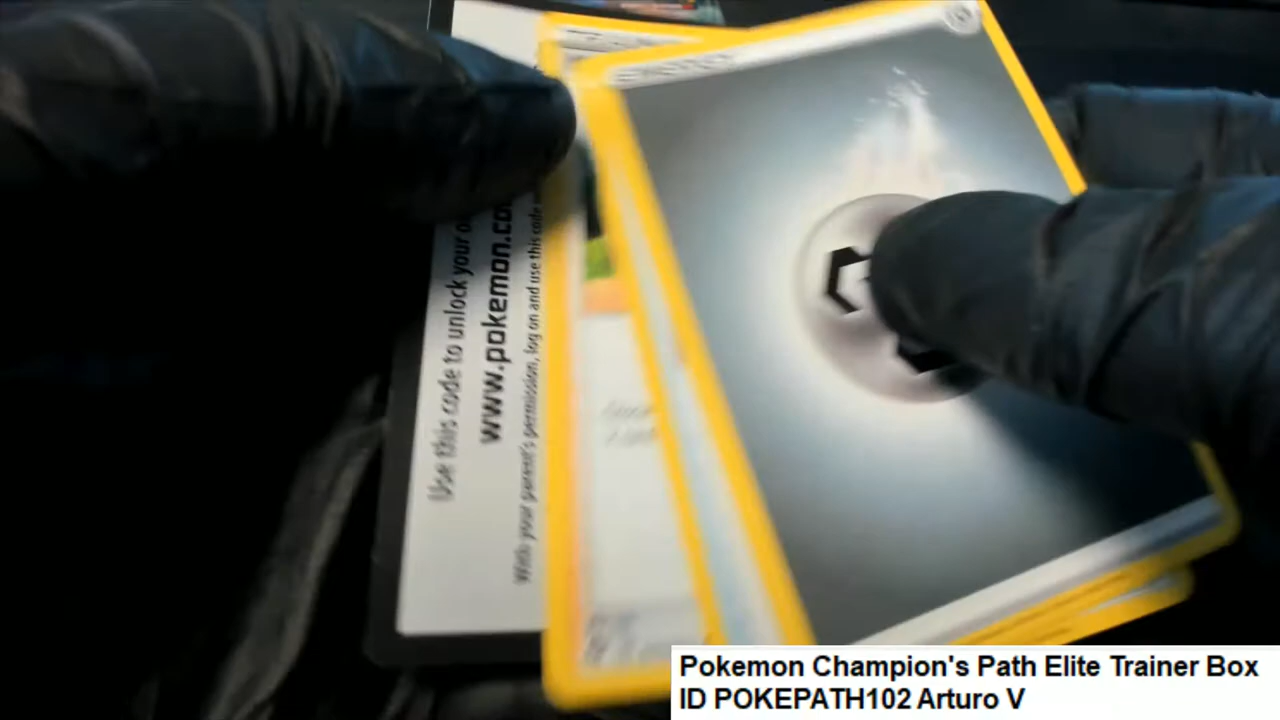 Use this code to unlock your
www.pokemon.co
With your parent's permission, log on and use this code
Pokemon Champion's Path Elite Trainer Box
ID POKEPATH102 Arturo V